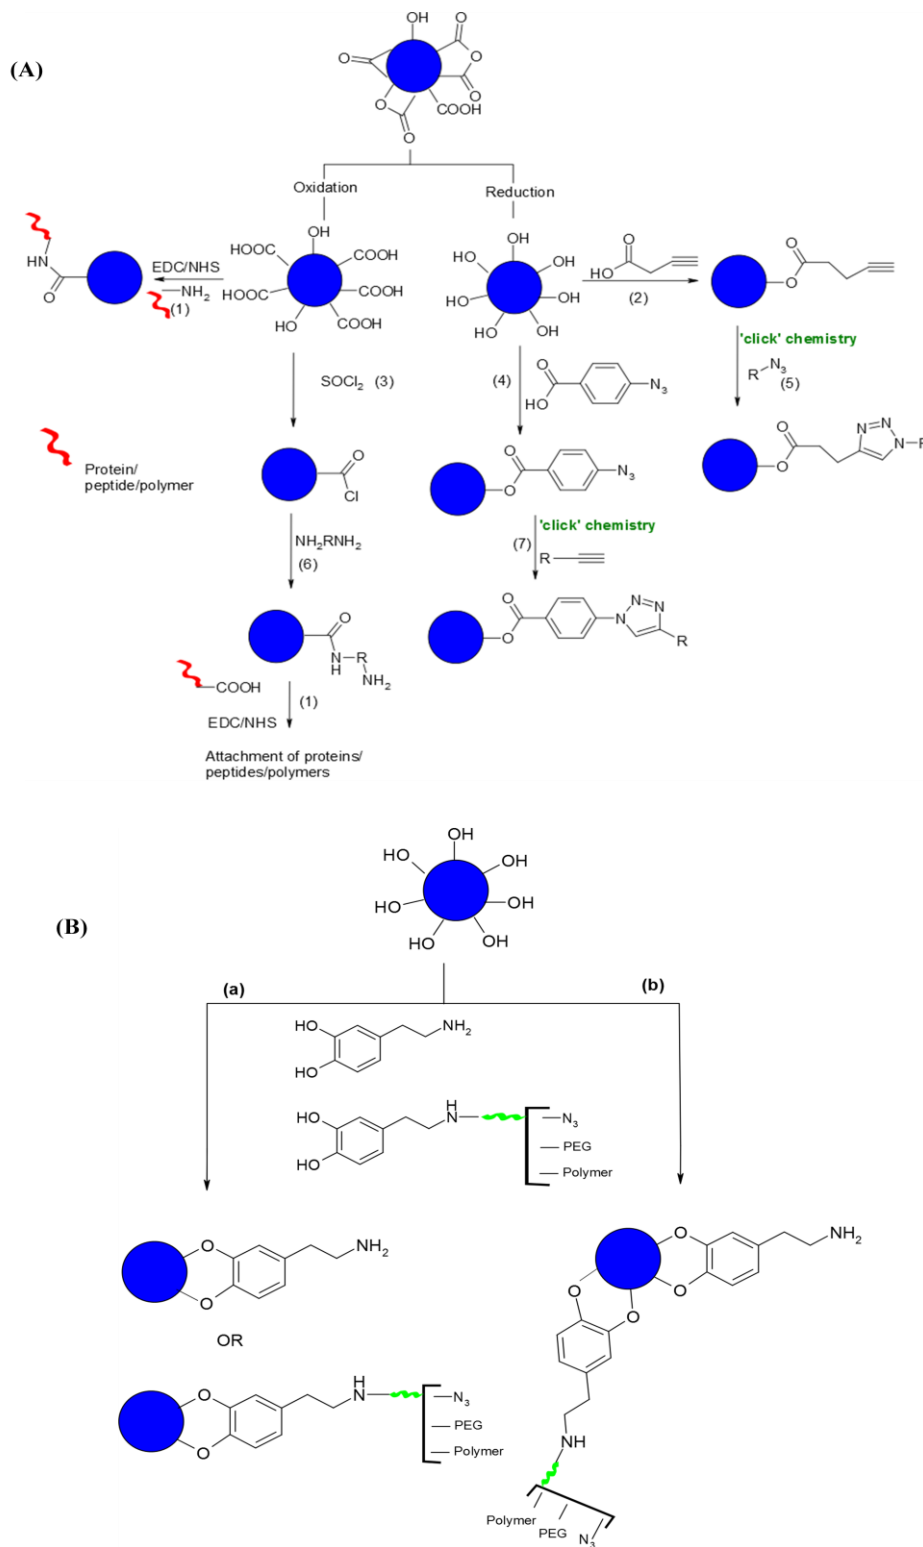 (A)
OH
O
O
O
O
O
COOH
O
Oxidation
Reduction
OH
HOOC
COOH
HOOC
COOH
HO
COOH
COOH
EDC/NHS
NH₂
(1)
HN
O
OH
HO
OH
HO
OH
HO
OH
O
HO
(2)
O
O
'click' chemistry
R
N₃
(5)
O
O
N
N
N
R
SOCl₂ (3)
(4)
O
HO
N₃
Protein/
peptide/polymer
O
Cl
O
O
N₃
'click' chemistry
(7)
R
NH₂RNH₂
(6)
O
N
H
R
NH₂
O
O
N
N
N
R
COOH
(1)
EDC/NHS
Attachment of proteins/
peptides/polymers
(B)
OH
HO
OH
HO
OH
HO
OH
(a)
(b)
HO
HO
NH₂
HO
HO
H
N
N₃
PEG
Polymer
O
O
NH₂
OR
O
O
H
N
N₃
PEG
Polymer
O
O
NH₂
O
O
NH
Polymer
PEG
N₃